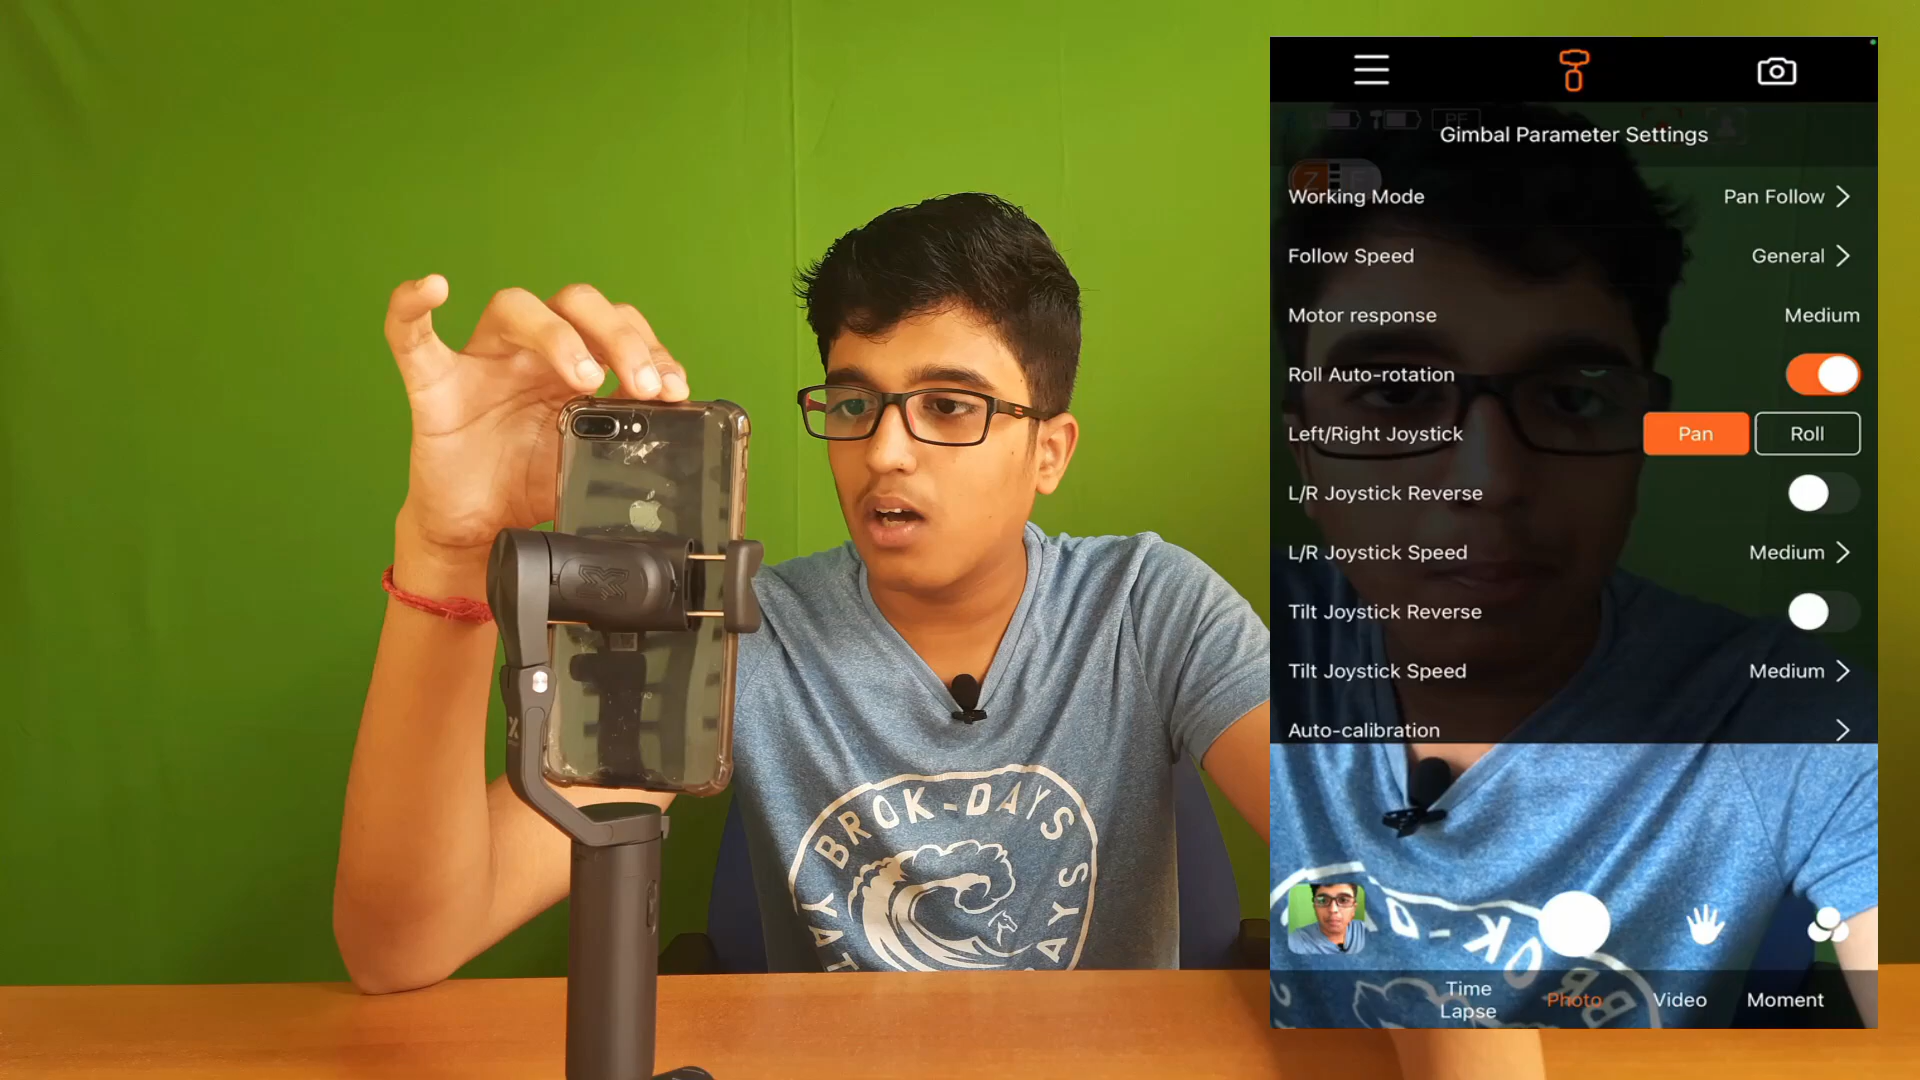 PF
Gimbal Parameter Settings
Z F
Working Mode Pan Follow
Follow Speed General
Motor response Medium
Roll Auto-rotation
Left/Right Joystick Pan Roll
L/R Joystick Reverse
L/R Joystick Speed Medium
Tilt Joystick Reverse
Tilt Joystick Speed Medium
Auto-calibration
BROK-DAYS
Time
Lapse
Photo Video Moment